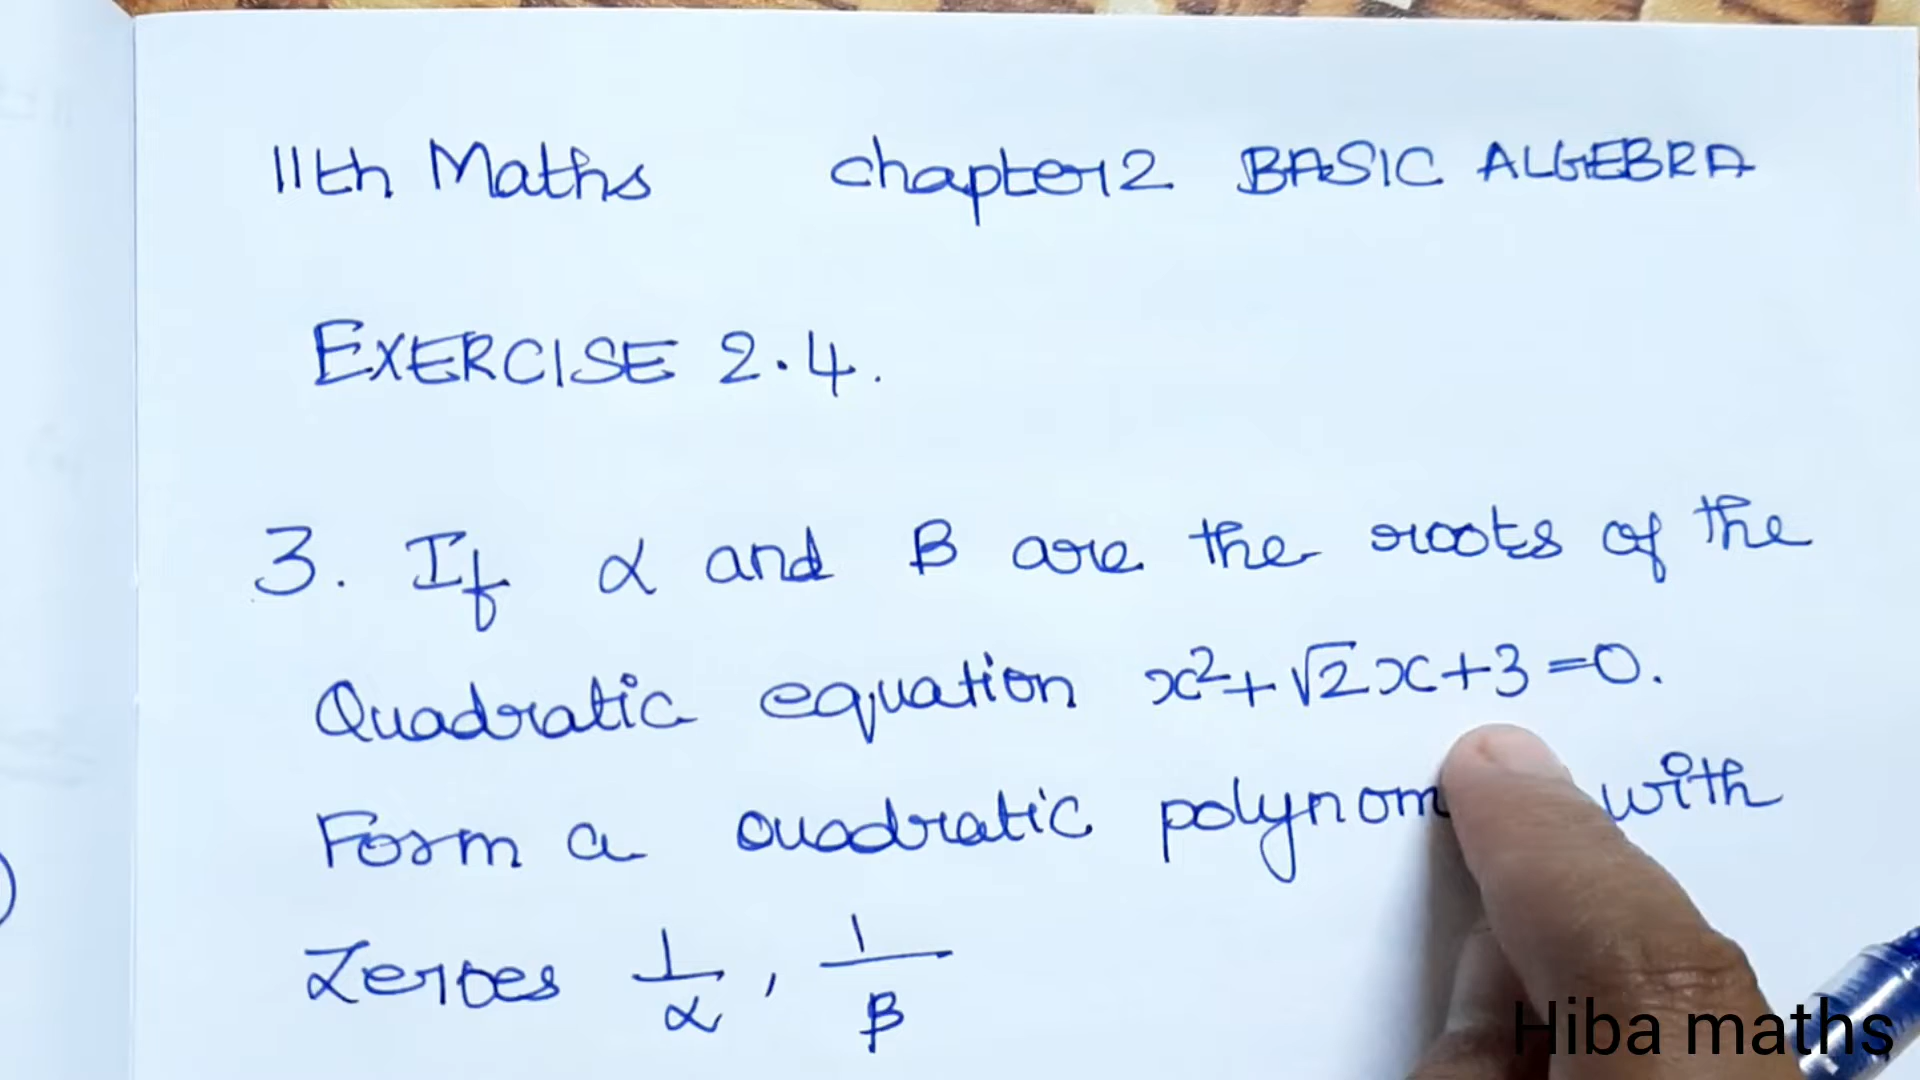 11th Maths chapter 2 BASIC ALGEBRA
EXERCISE 2.4.
3. If α and β are the roots of the
Quadratic equation x²+√2x+3=0.
Form a quadratic polynom with
Zeroes 1/α, 1/β
Hiba maths